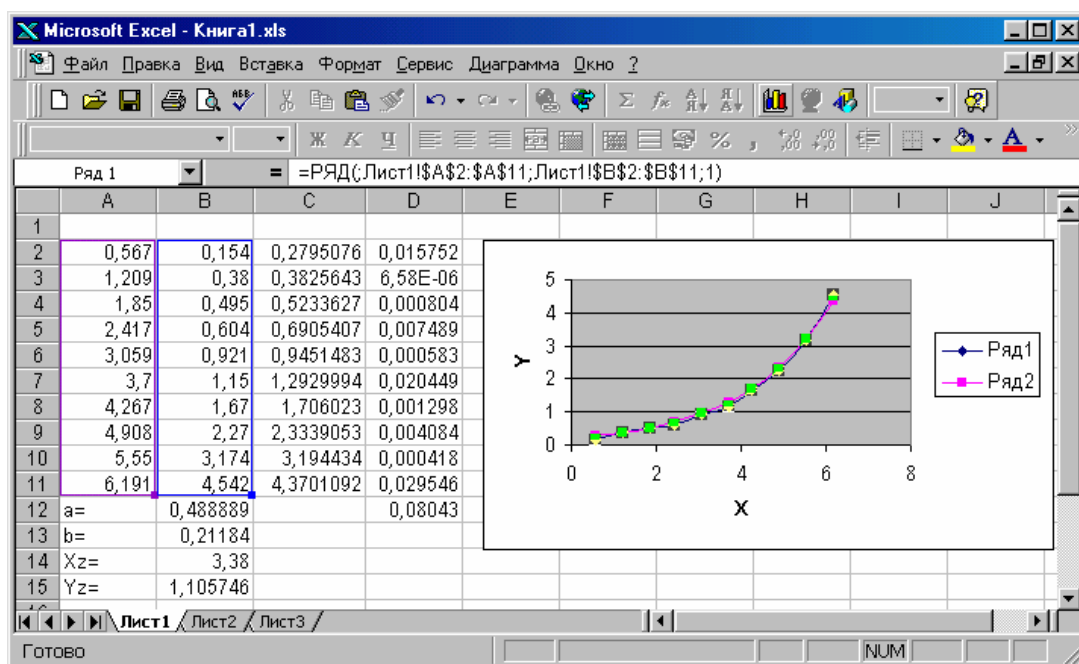 Microsoft Excel - Книга1.xls
Файл Правка Вид Вставка Формат Сервис Диаграмма Окно ?
Ж К Ч % ,
Ряд 1 = =РЯД(;Лист1!$A$2:$A$11;Лист1!$B$2:$B$11;1)
A B C D E F G H I J
1
2 0,567 0,154 0,2795076 0,015752
3 1,209 0,38 0,3825643 6,58E-06
4 1,85 0,495 0,5233627 0,000804
5 2,417 0,604 0,6905407 0,007489
6 3,059 0,921 0,9451483 0,000583
7 3,7 1,15 1,2929994 0,020449
8 4,267 1,67 1,706023 0,001298
9 4,908 2,27 2,3339053 0,004084
10 5,55 3,174 3,194434 0,000418
11 6,191 4,542 4,3701092 0,029546
12 a= 0,488889 0,08043
13 b= 0,21184
14 Xz= 3,38
15 Yz= 1,105746
5
4
3
2
1
0
Y
0 2 4 6 8
X
Ряд1
Ряд2
Лист1 Лист2 Лист3
Готово NUM